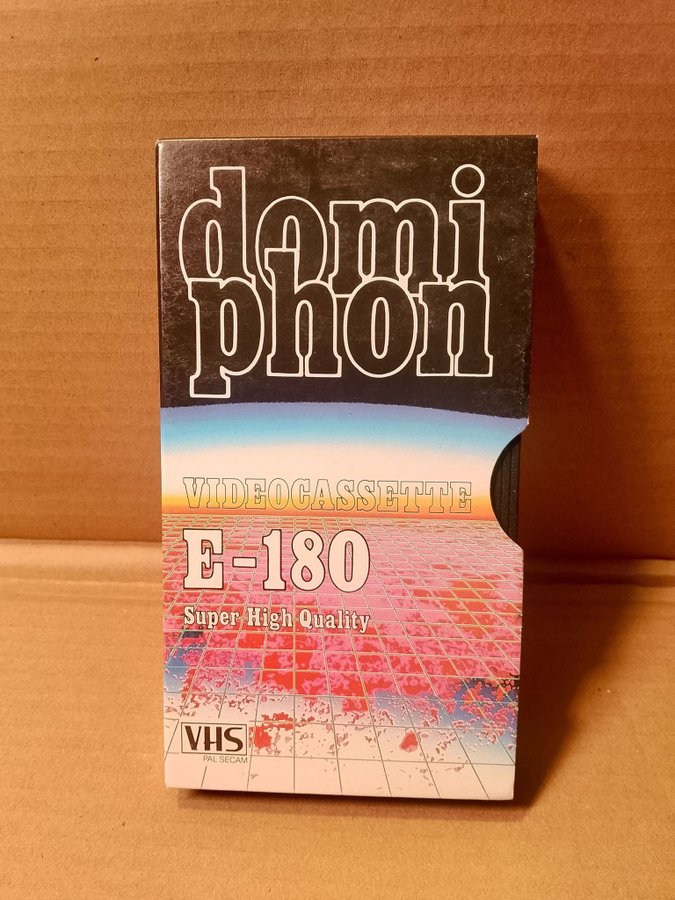 domi
phon
VIDEOCASSETTE
E-180
Super High Quality
VHS
PAL SECAM